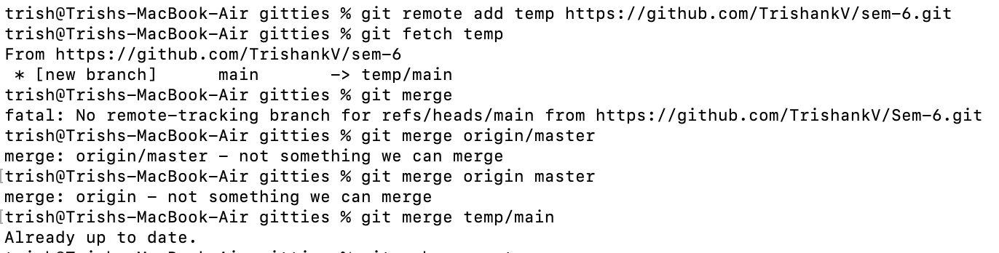 trish@Trishs-MacBook-Air gitties % git remote add temp https://github.com/TrishankV/sem-6.git
trish@Trishs-MacBook-Air gitties % git fetch temp
From https://github.com/TrishankV/sem-6
 * [new branch]      main       -> temp/main
trish@Trishs-MacBook-Air gitties % git merge
fatal: No remote-tracking branch for refs/heads/main from https://github.com/TrishankV/Sem-6.git
trish@Trishs-MacBook-Air gitties % git merge origin/master
merge: origin/master - not something we can merge
[trish@Trishs-MacBook-Air gitties % git merge origin master
merge: origin - not something we can merge
[trish@Trishs-MacBook-Air gitties % git merge temp/main
Already up to date.